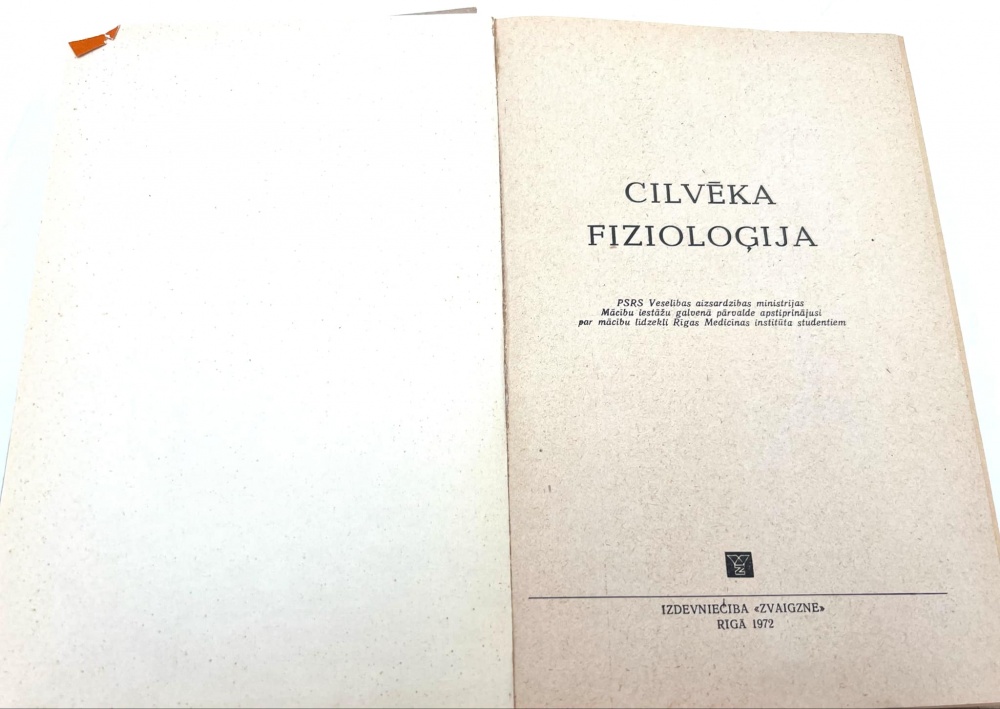 CILVĒKA
FIZIOLOĢIJA
PSRS Veselības aizsardzības ministrijas
Mācību iestāžu galvenā pārvalde apstiprinājusi
par mācību līdzekli Rīgas Medicīnas institūta studentiem
IZDEVNIECĪBA «ZVAIGZNE»
RĪGĀ 1972